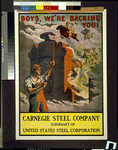 BOYS, WE'RE BACKING
YOU!
CARNEGIE STEEL COMPANY
SUBSIDIARY OF
UNITED STATES STEEL CORPORATION